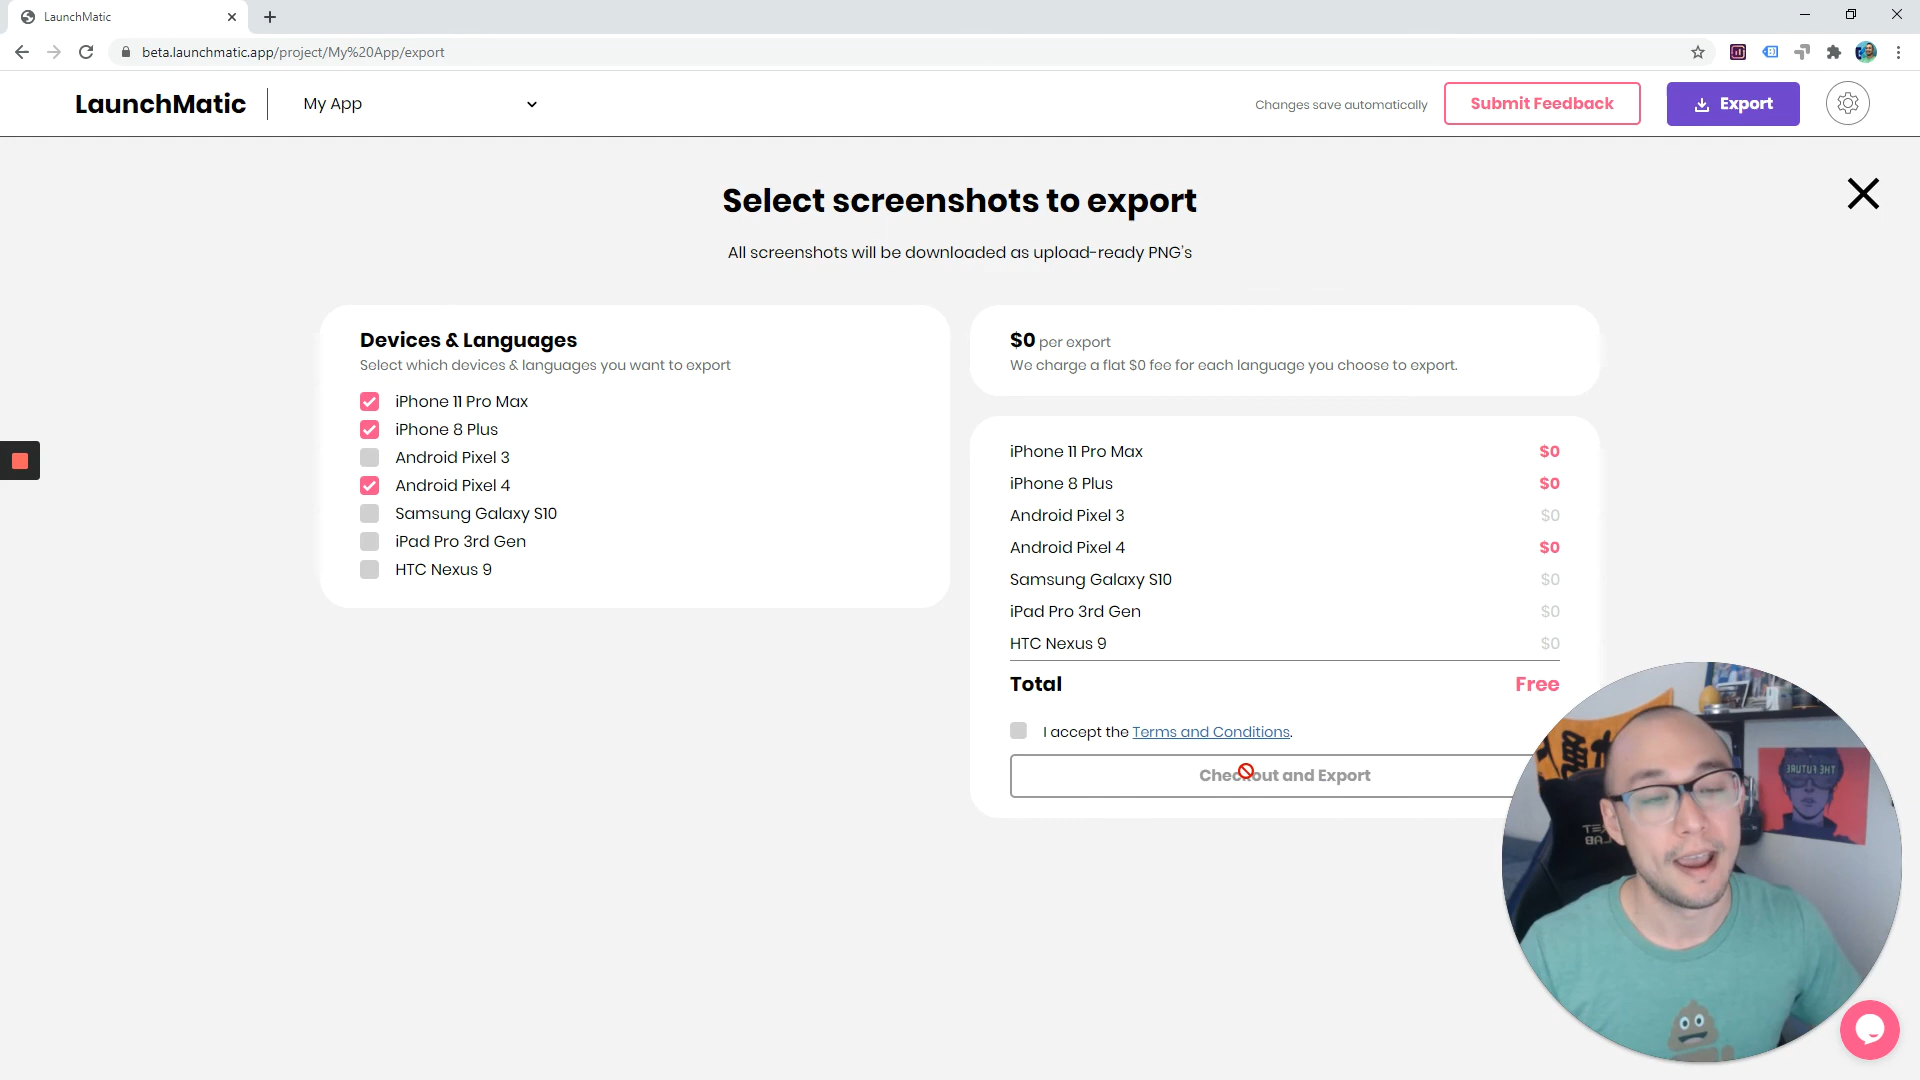 LaunchMatic
beta.launchmatic.app/project/My%20App/export
LaunchMatic
My App
Changes save automatically
Submit Feedback
Export
Select screenshots to export
All screenshots will be downloaded as upload-ready PNG's
Devices & Languages
Select which devices & languages you want to export
iPhone 11 Pro Max
iPhone 8 Plus
Android Pixel 3
Android Pixel 4
Samsung Galaxy S10
iPad Pro 3rd Gen
HTC Nexus 9
$0 per export
We charge a flat $0 fee for each language you choose to export.
iPhone 11 Pro Max $0
iPhone 8 Plus $0
Android Pixel 3 $0
Android Pixel 4 $0
Samsung Galaxy S10 $0
iPad Pro 3rd Gen $0
HTC Nexus 9 $0
Total Free
I accept the Terms and Conditions.
Checkout and Export
THE FUTURE